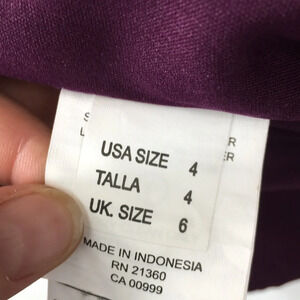 USA SIZE 4
TALLA 4
UK. SIZE 6
MADE IN INDONESIA
RN 21360
CA 00999